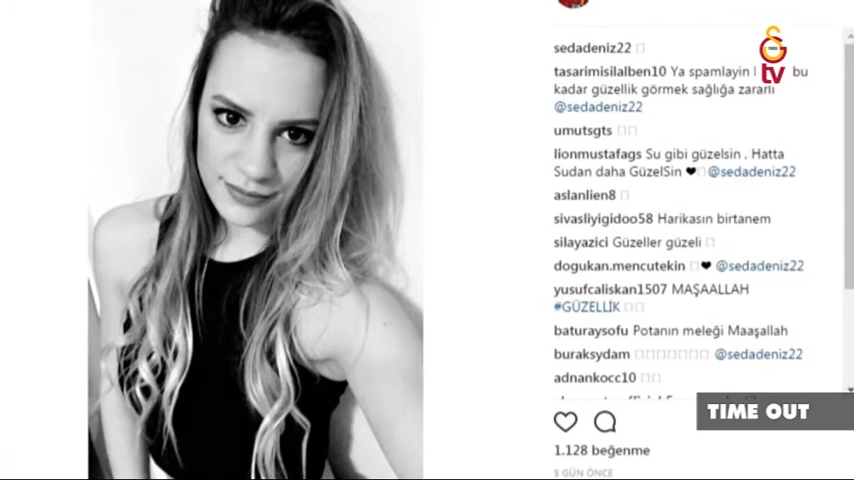 sedadeniz22
tasarimisilalben10 Ya spamlayin bu
kadar güzellik görmek sağlığa zararlı
@sedadeniz22
umutsgts
lionmustafags Su gibi güzelsin , Hatta
Sudan daha GüzelSin ❤ @sedadeniz22
aslanlien8
sivasliyigidoo58 Harikasın birtanem
silayazici Güzeller güzeli
dogukan.mencutekin ❤ @sedadeniz22
yusufcaliskan1507 MAŞAALLAH
#GÜZELLİK
baturaysofu Potanın meleği Maaşallah
buraksydam @sedadeniz22
adnankocc10
1.128 beğenme
5 GÜN ÖNCE
tv
TIME OUT